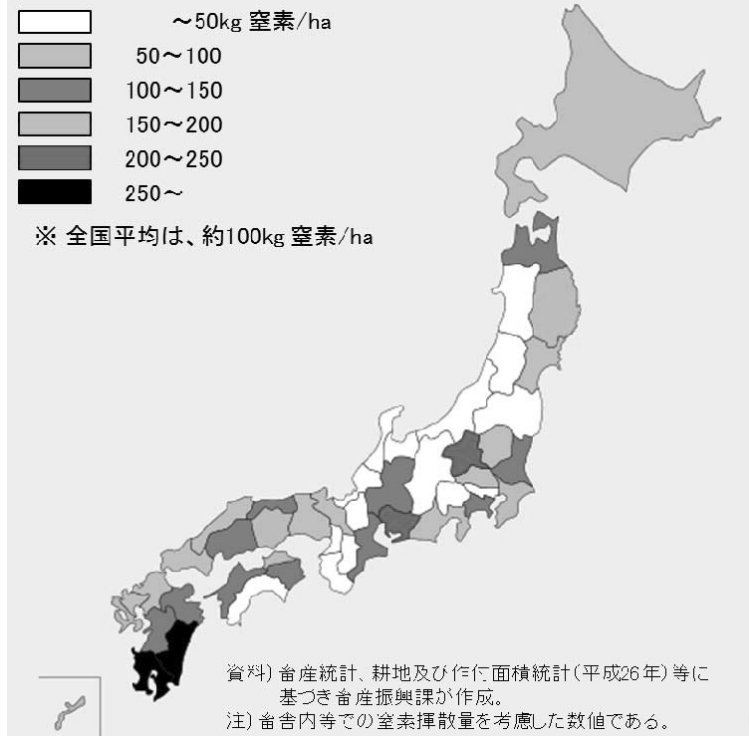 ～50kg 窒素/ha
50～100
100～150
150～200
200～250
250～
※ 全国平均は、約100kg 窒素/ha
資料) 畜産統計、耕地及び作付面積統計(平成26年)等に
基づき畜産振興課が作成。
注) 畜舎内等での窒素揮散量を考慮した数値である。